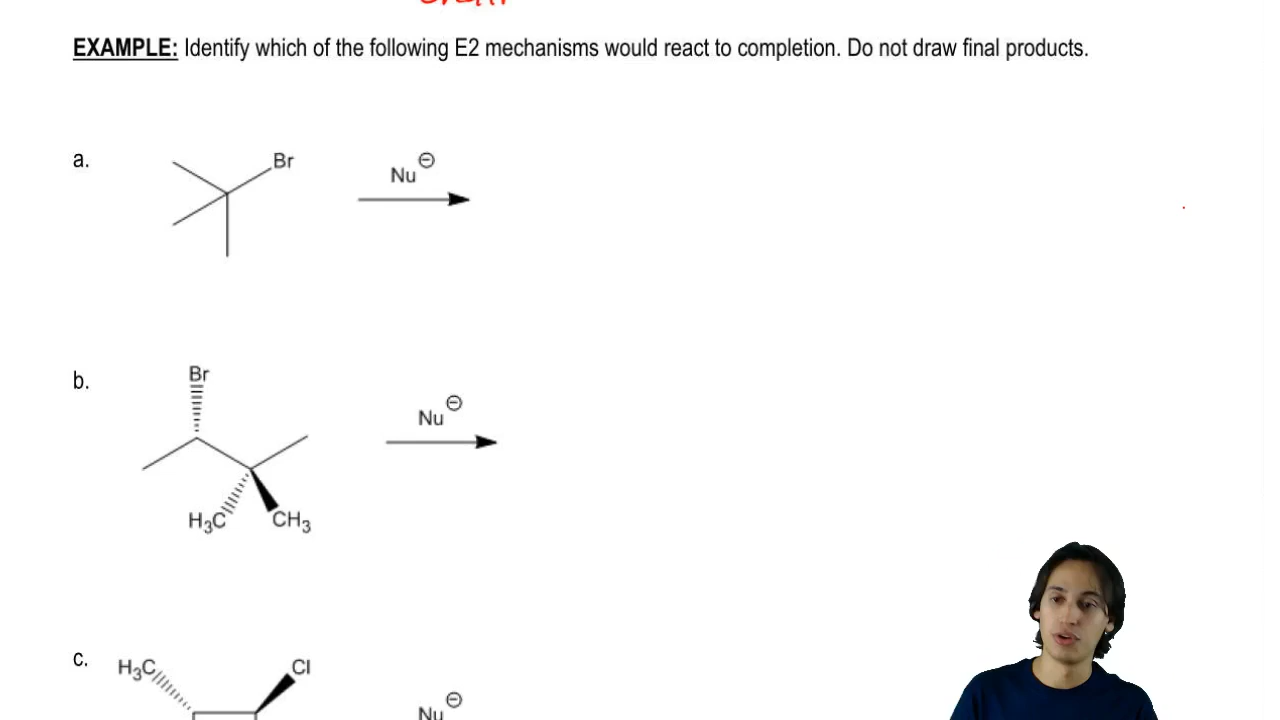 EXAMPLE: Identify which of the following E2 mechanisms would react to completion. Do not draw final products.
a.
Br
Nu⊖
b.
Br
Nu⊖
H₃C
CH₃
c.
H₃C
Cl
Nu⊖